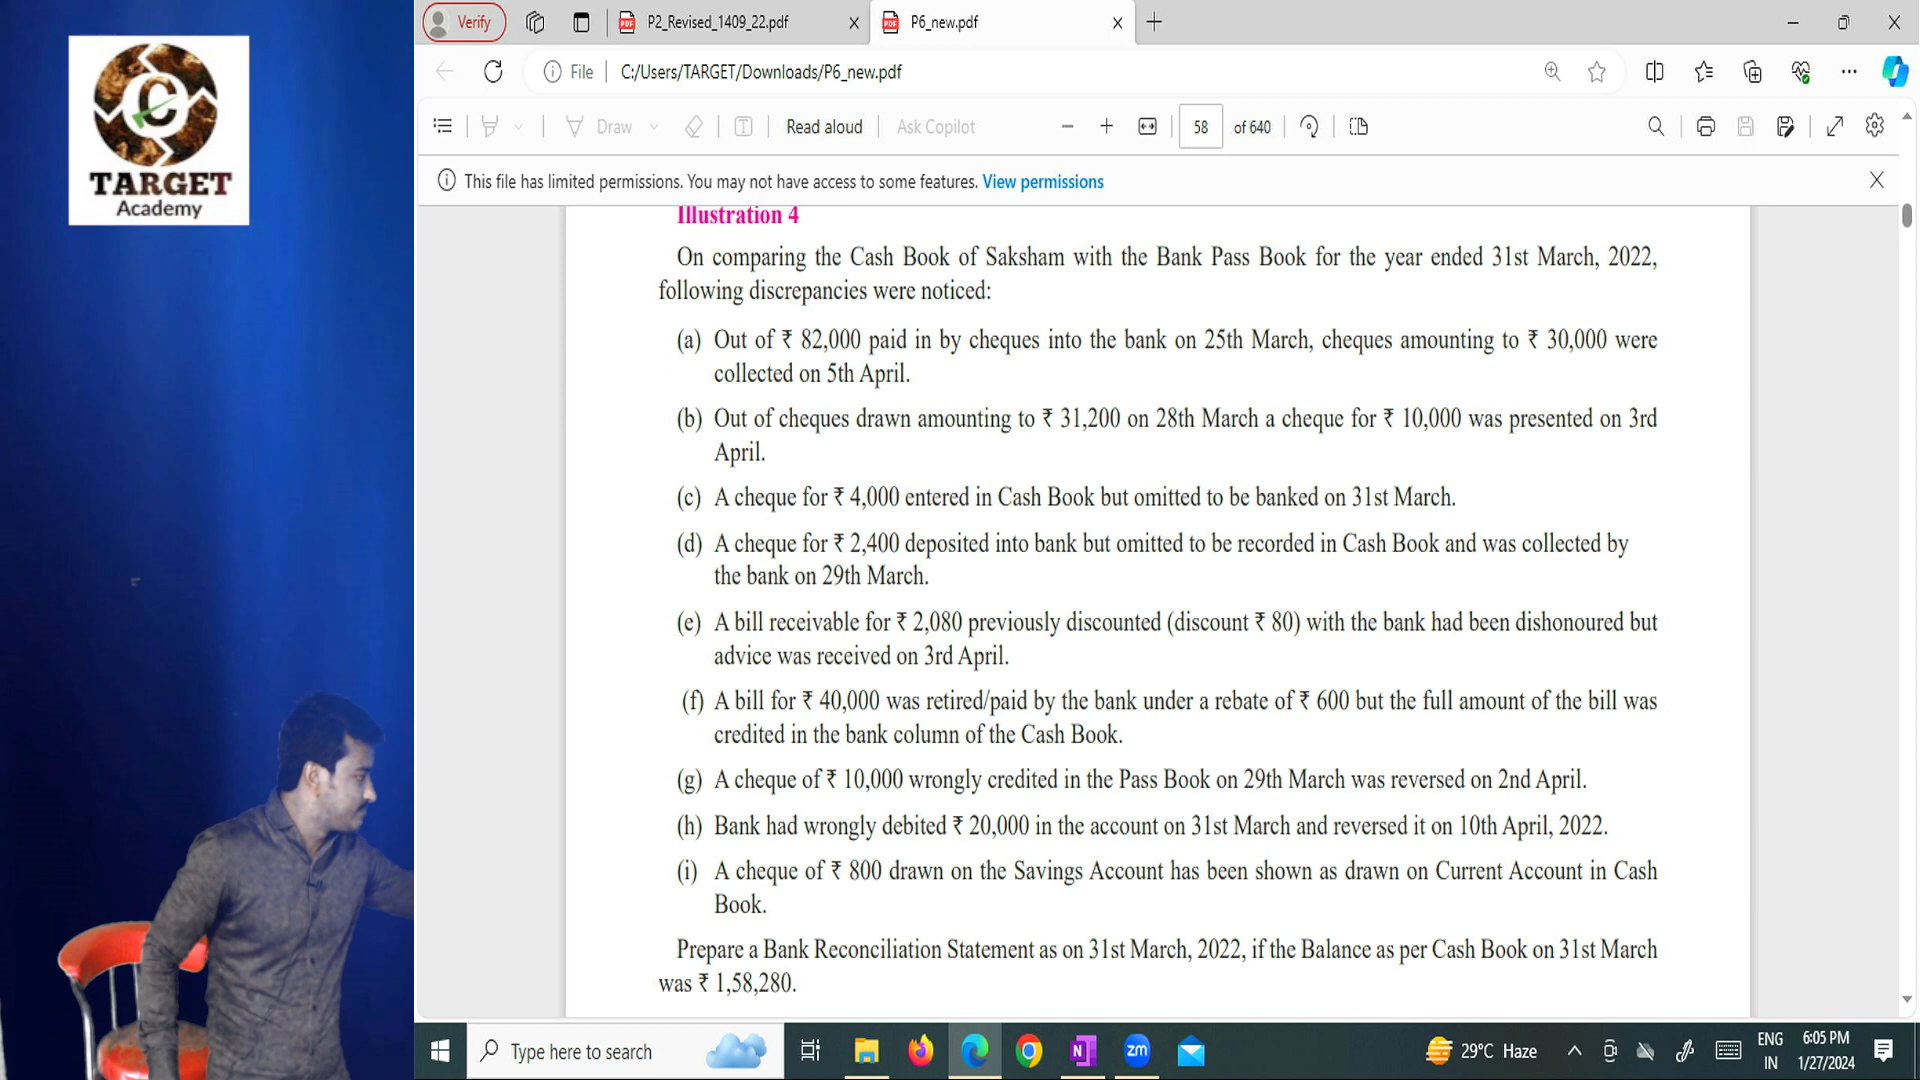 TARGET
Academy
Verify
P2_Revised_1409_22.pdf
P6_new.pdf
File
C:/Users/TARGET/Downloads/P6_new.pdf
Draw
Read aloud
Ask Copilot
58
of 640
This file has limited permissions. You may not have access to some features. View permissions
Illustration 4
On comparing the Cash Book of Saksham with the Bank Pass Book for the year ended 31st March, 2022,
following discrepancies were noticed:
(a) Out of ₹ 82,000 paid in by cheques into the bank on 25th March, cheques amounting to ₹ 30,000 were
collected on 5th April.
(b) Out of cheques drawn amounting to ₹ 31,200 on 28th March a cheque for ₹ 10,000 was presented on 3rd
April.
(c) A cheque for ₹ 4,000 entered in Cash Book but omitted to be banked on 31st March.
(d) A cheque for ₹ 2,400 deposited into bank but omitted to be recorded in Cash Book and was collected by
the bank on 29th March.
(e) A bill receivable for ₹ 2,080 previously discounted (discount ₹ 80) with the bank had been dishonoured but
advice was received on 3rd April.
(f) A bill for ₹ 40,000 was retired/paid by the bank under a rebate of ₹ 600 but the full amount of the bill was
credited in the bank column of the Cash Book.
(g) A cheque of ₹ 10,000 wrongly credited in the Pass Book on 29th March was reversed on 2nd April.
(h) Bank had wrongly debited ₹ 20,000 in the account on 31st March and reversed it on 10th April, 2022.
(i) A cheque of ₹ 800 drawn on the Savings Account has been shown as drawn on Current Account in Cash
Book.
Prepare a Bank Reconciliation Statement as on 31st March, 2022, if the Balance as per Cash Book on 31st March
was ₹ 1,58,280.
Type here to search
29°C Haze
ENG
IN
6:05 PM
1/27/2024